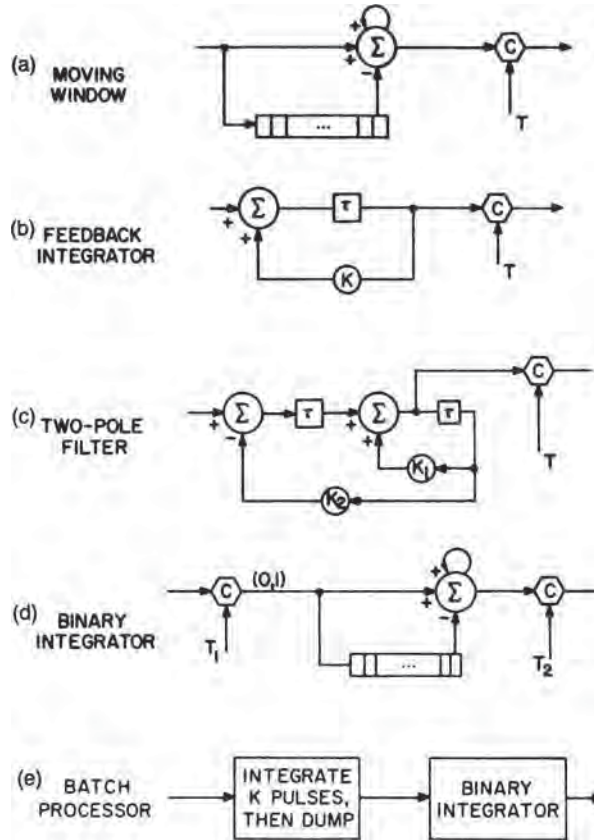 (a) MOVING WINDOW
+
+
Σ
−
...
C
T
(b) FEEDBACK INTEGRATOR
+
+
Σ
τ
K
C
T
(c) TWO-POLE FILTER
+
−
Σ
τ
+
+
Σ
τ
K1
K2
C
T
(d) BINARY INTEGRATOR
C
T1
(0,1)
+
+
−
Σ
...
C
T2
(e) BATCH PROCESSOR
INTEGRATE
K PULSES,
THEN DUMP
BINARY
INTEGRATOR